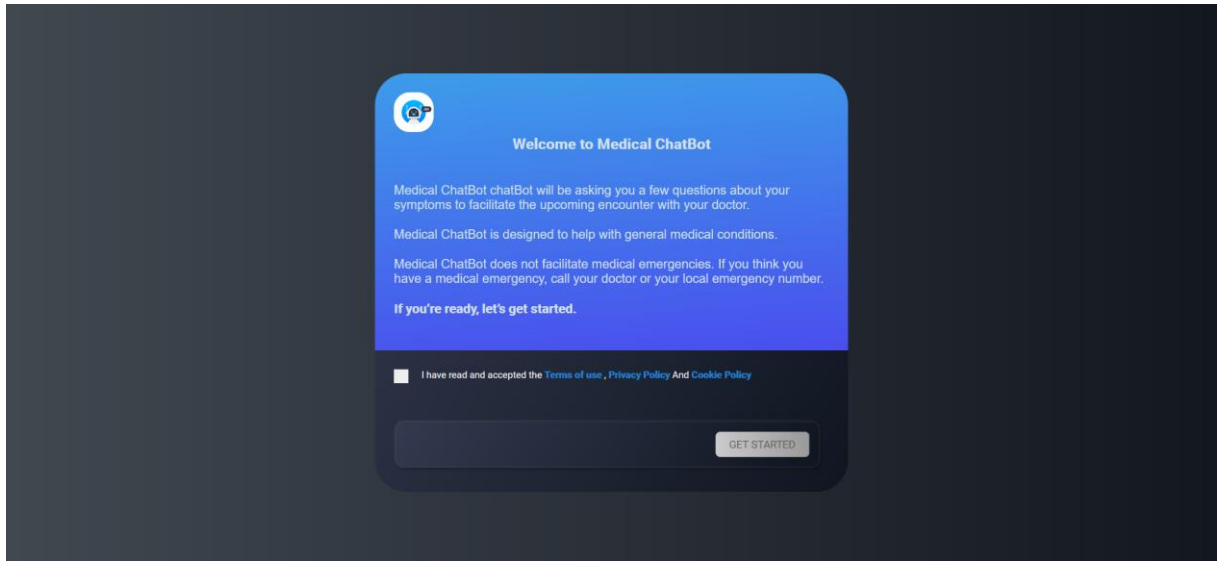 Welcome to Medical ChatBot
Medical ChatBot chatBot will be asking you a few questions about your
symptoms to facilitate the upcoming encounter with your doctor.
Medical ChatBot is designed to help with general medical conditions.
Medical ChatBot does not facilitate medical emergencies. If you think you
have a medical emergency, call your doctor or your local emergency number.
If you're ready, let's get started.
I have read and accepted the Terms of use , Privacy Policy And Cookie Policy
GET STARTED